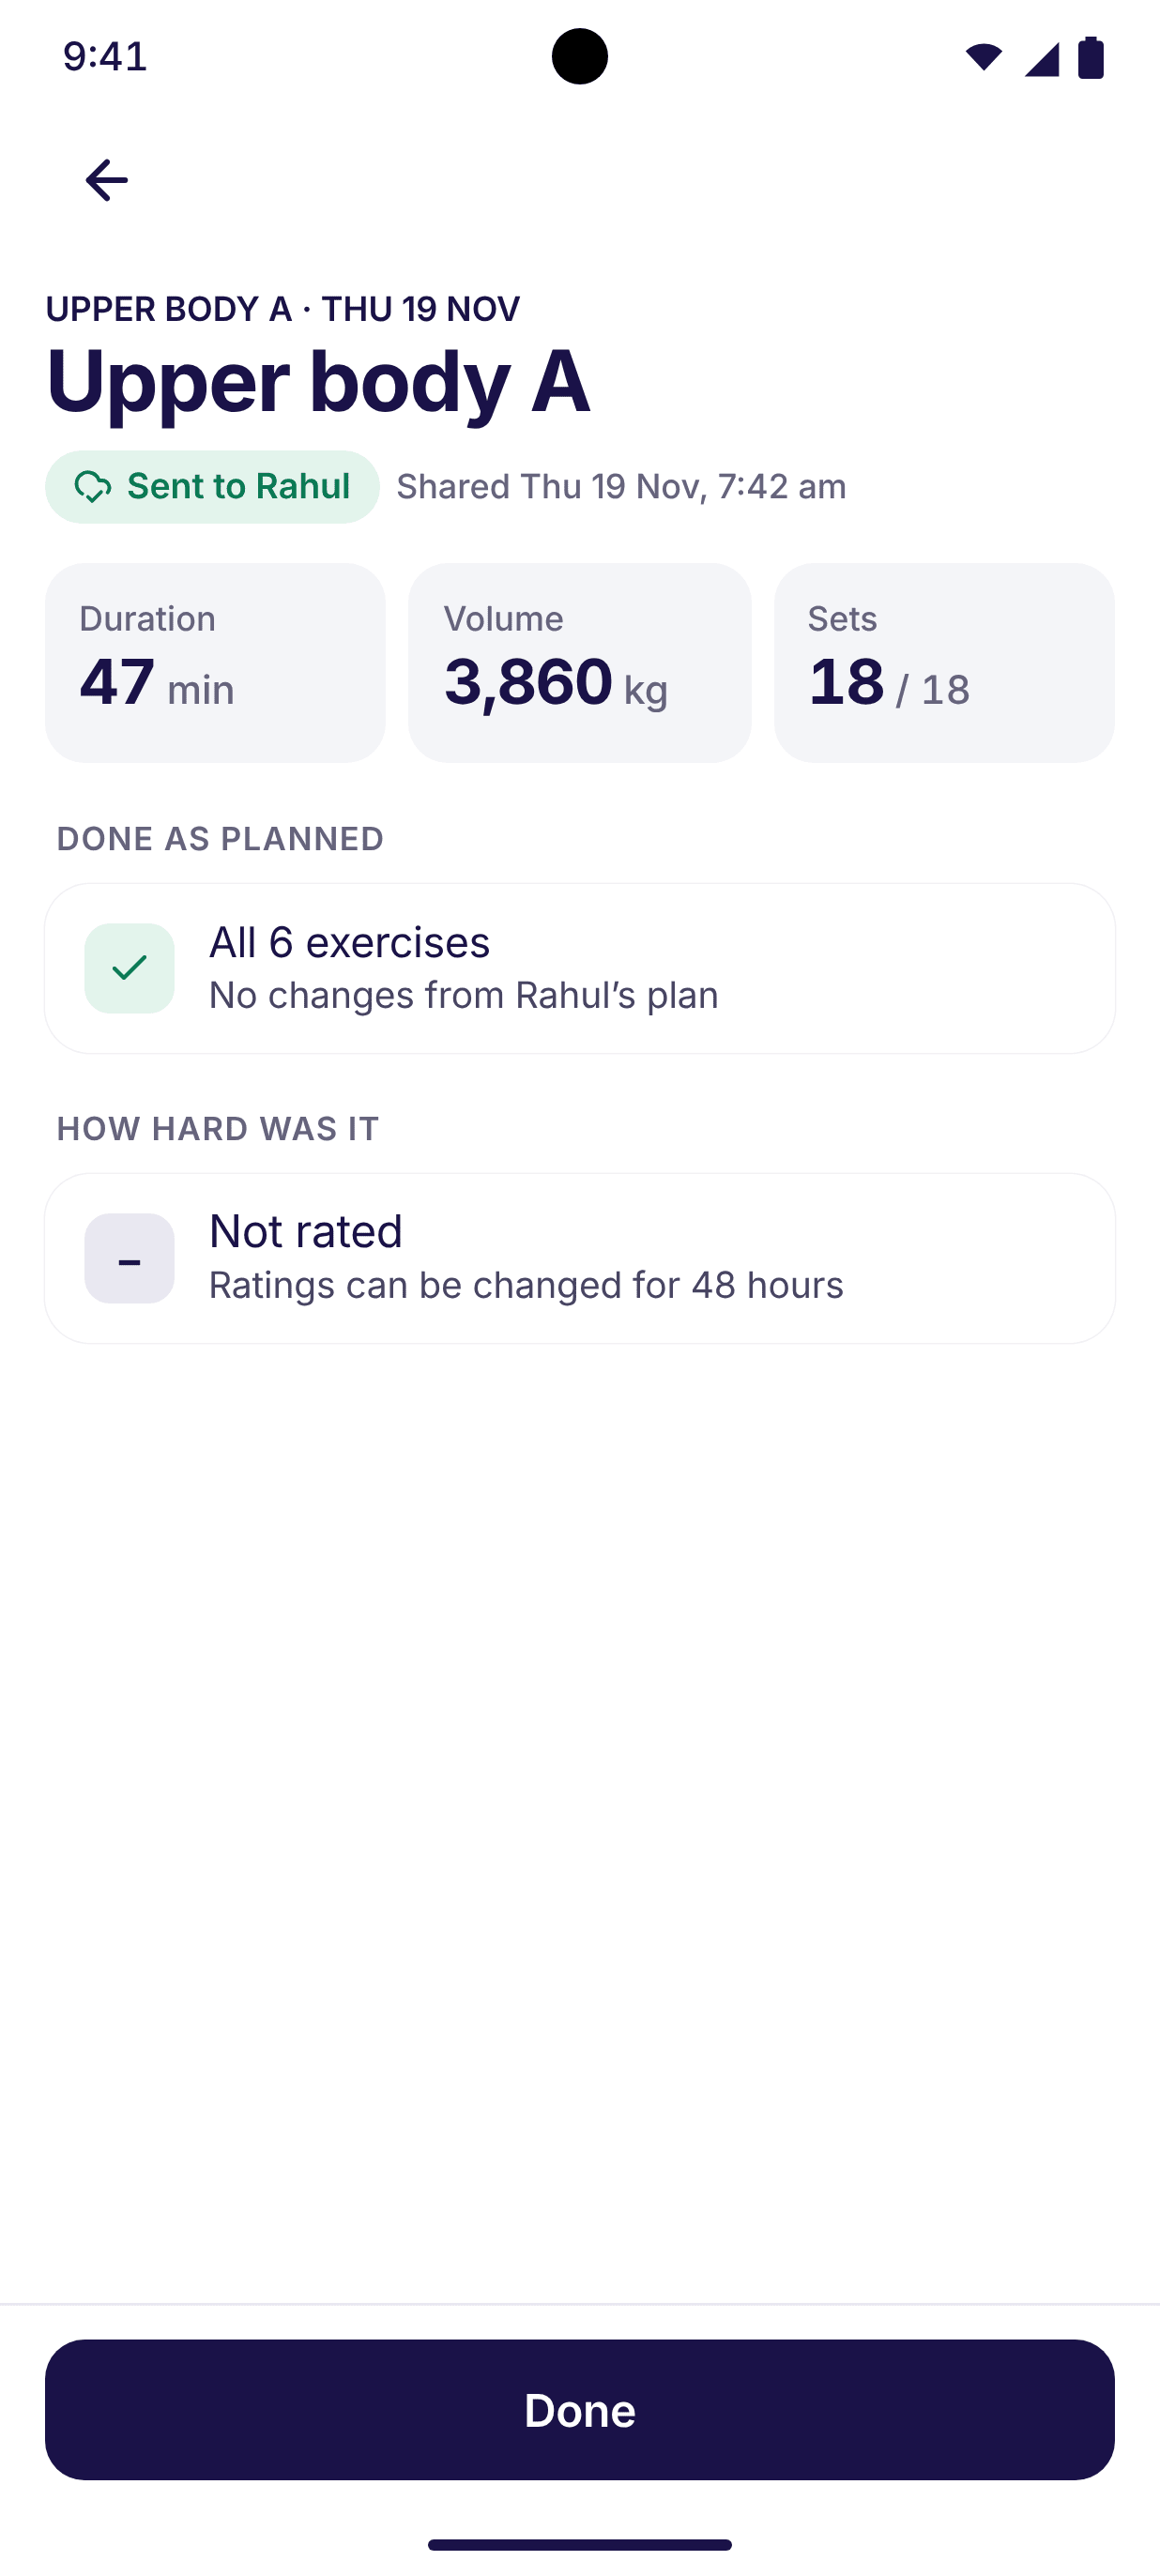 9:41
UPPER BODY A · THU 19 NOV
Upper body A
Sent to Rahul Shared Thu 19 Nov, 7:42 am
Duration Volume Sets
47 min 3,860 kg 18 / 18
DONE AS PLANNED
All 6 exercises
No changes from Rahul’s plan
HOW HARD WAS IT
– Not rated
Ratings can be changed for 48 hours
Done